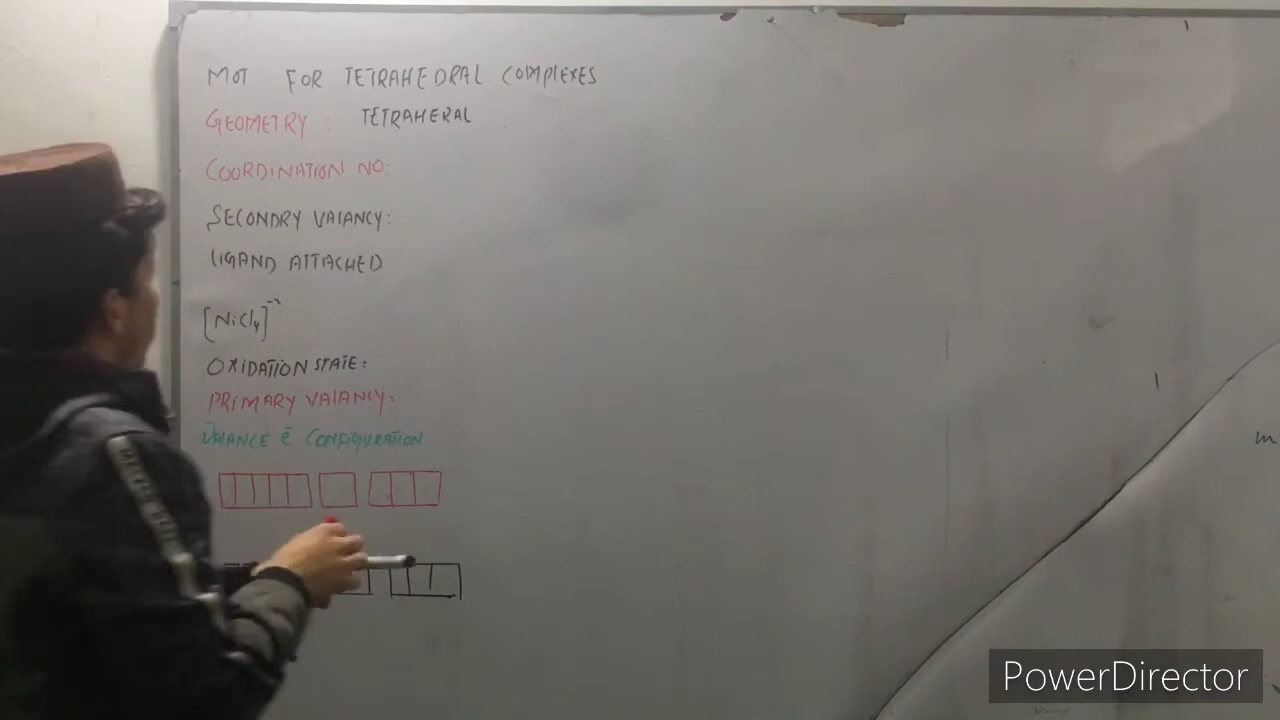 MOT FOR TETRAHEDRAL COMPLEXES
GEOMETRY : TETRAHERAL
COORDINATION NO:
SECONDRY VALANCY:
LIGAND ATTACHED
[NiCl4]-2
OXIDATION STATE:
PRIMARY VALANCY:
VALANCE ē CONFIGURATION
m
PowerDirector